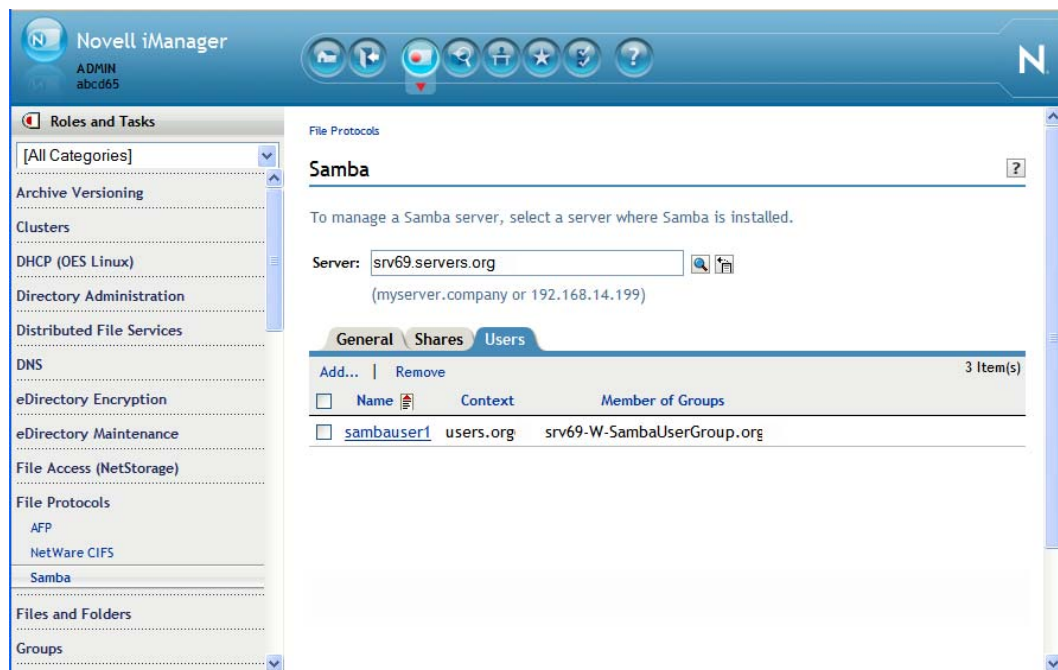 Novell iManager
ADMIN
abcd65
N
N
?
Roles and Tasks
[All Categories]
Archive Versioning
Clusters
DHCP (OES Linux)
Directory Administration
Distributed File Services
DNS
eDirectory Encryption
eDirectory Maintenance
File Access (NetStorage)
File Protocols
AFP
NetWare CIFS
Samba
Files and Folders
Groups
File Protocols
Samba
?
To manage a Samba server, select a server where Samba is installed.
Server: srv69.servers.org
(myserver.company or 192.168.14.199)
General Shares Users
Add... | Remove 3 Item(s)
Name Context Member of Groups
sambauser1 users.org srv69-W-SambaUserGroup.org